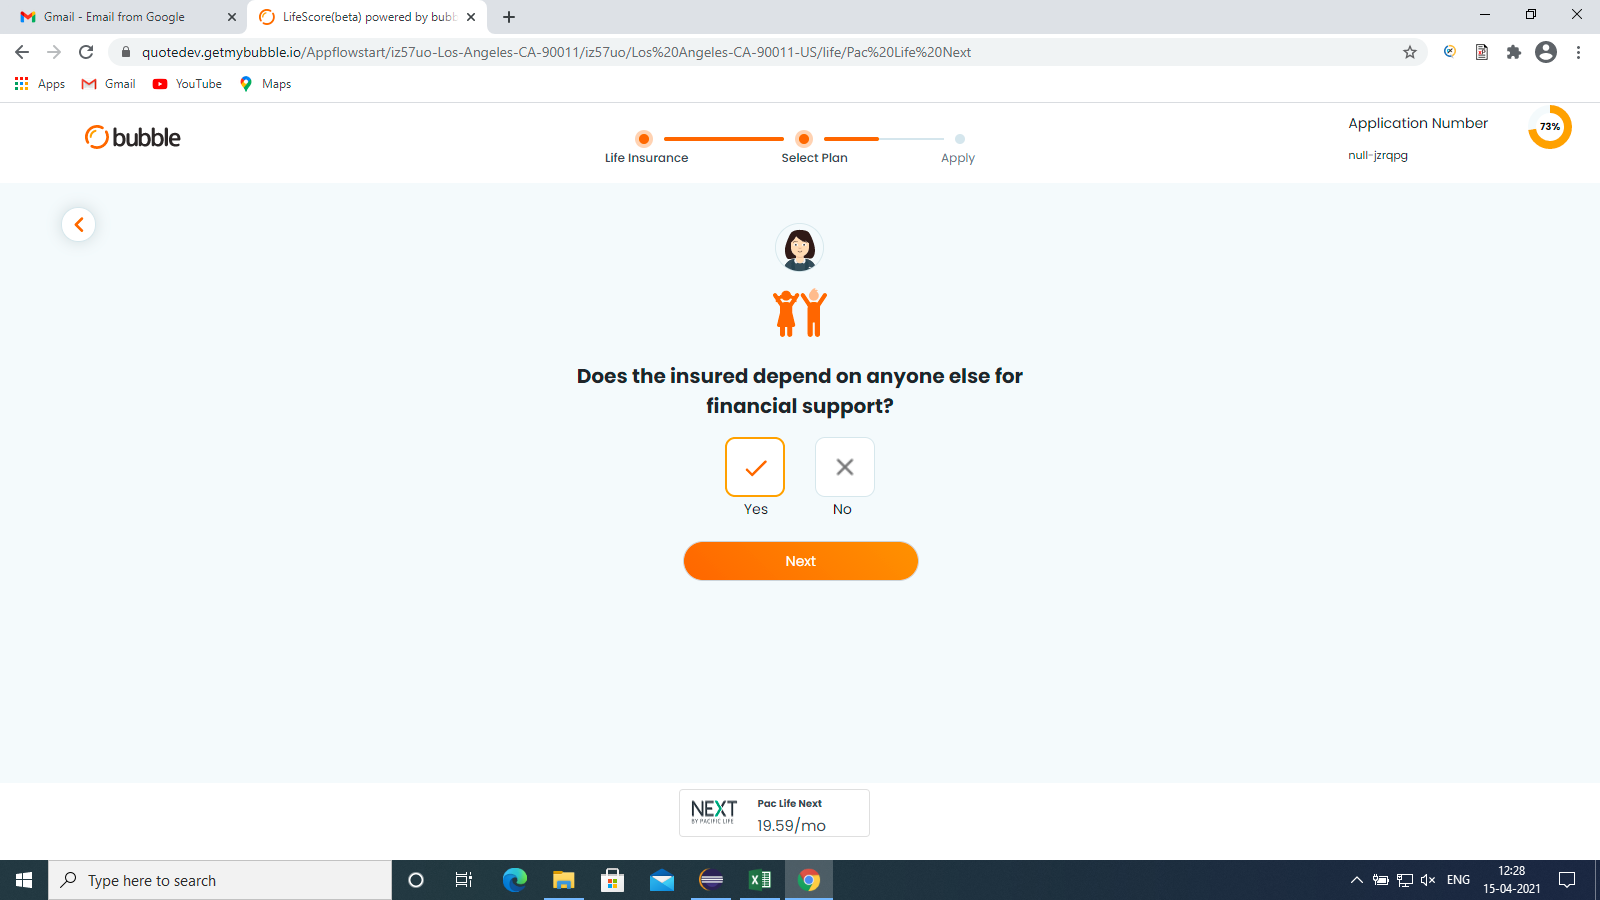 Gmail - Email from Google
LifeScore(beta) powered by bubb
quotedev.getmybubble.io/Appflowstart/iz57uo-Los-Angeles-CA-90011/iz57uo/Los%20Angeles-CA-90011-US/life/Pac%20Life%20Next
Apps
Gmail
YouTube
Maps
bubble
Life Insurance
Select Plan
Apply
Application Number
null-jzrqpg
73%
Does the insured depend on anyone else for
financial support?
Yes
No
Next
NEXT
BY PACIFIC LIFE
Pac Life Next
19.59/mo
Type here to search
ENG
12:28
15-04-2021